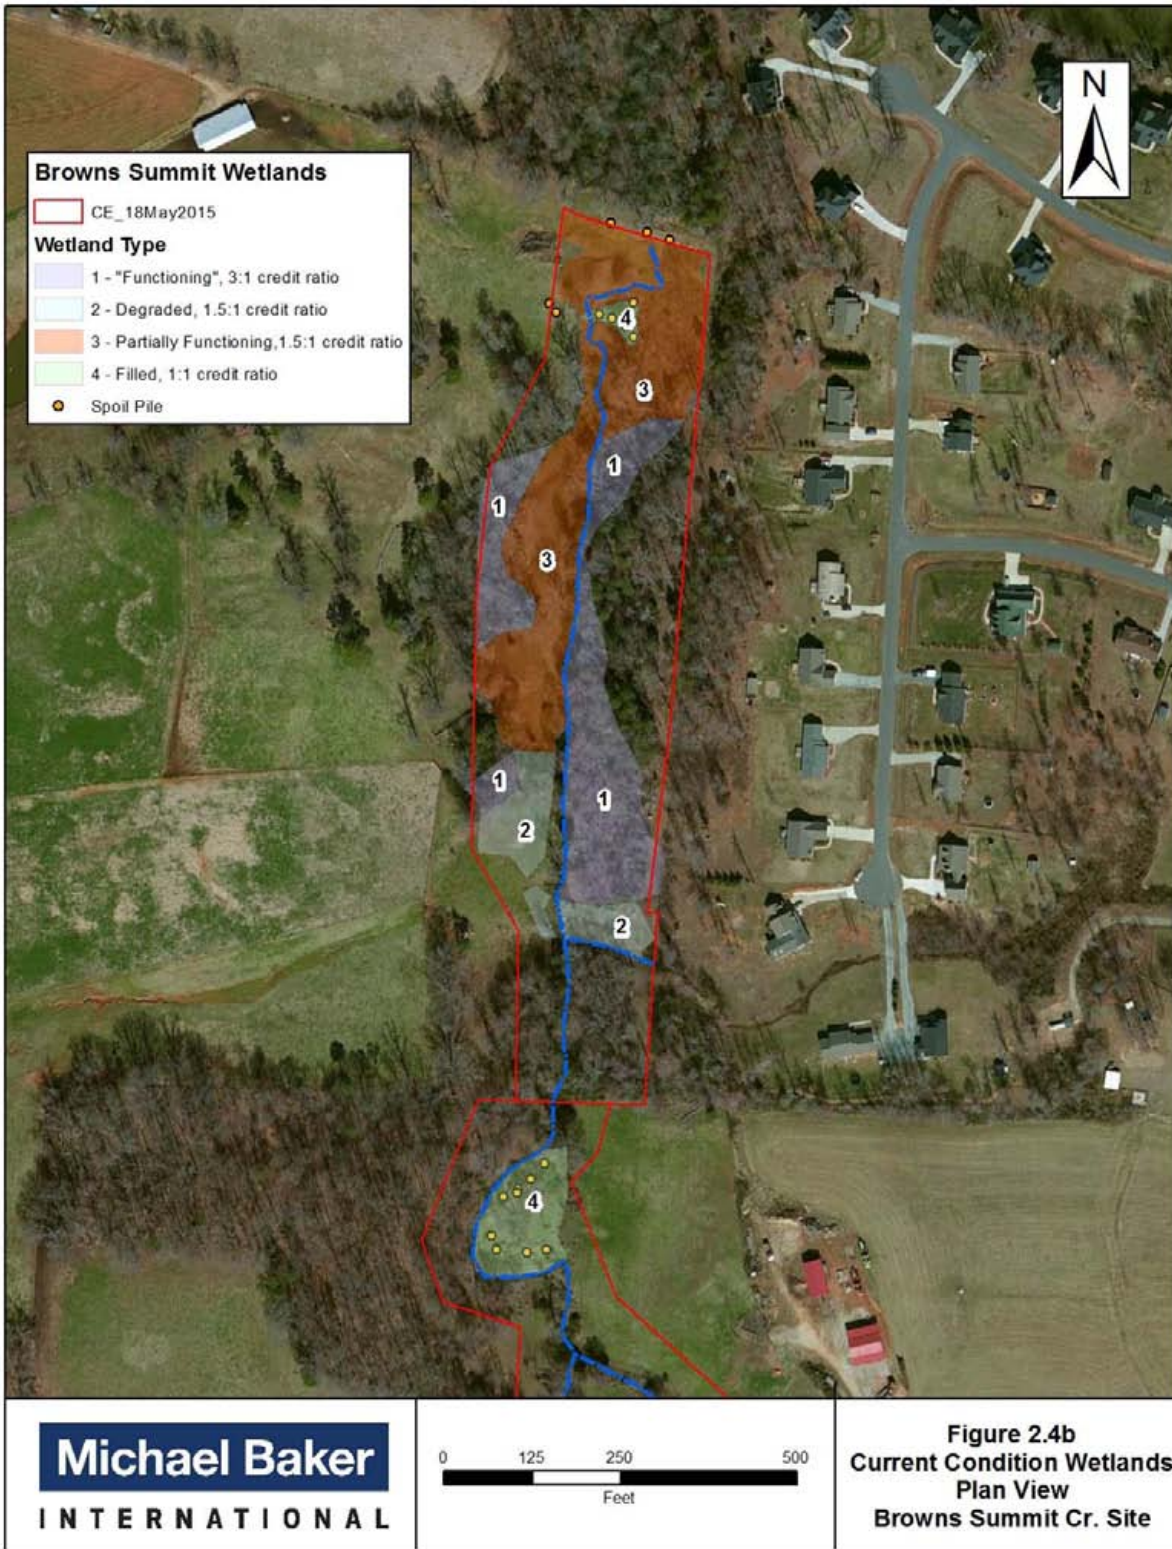 N
Browns Summit Wetlands
CE_18May2015
Wetland Type
1 - "Functioning", 3:1 credit ratio
2 - Degraded, 1.5:1 credit ratio
3 - Partially Functioning,1.5:1 credit ratio
4 - Filled, 1:1 credit ratio
Spoil Pile
4
3
1
1
3
1
1
2
2
4
Michael Baker
INTERNATIONAL
0 125 250 500
Feet
Figure 2.4b
Current Condition Wetlands
Plan View
Browns Summit Cr. Site